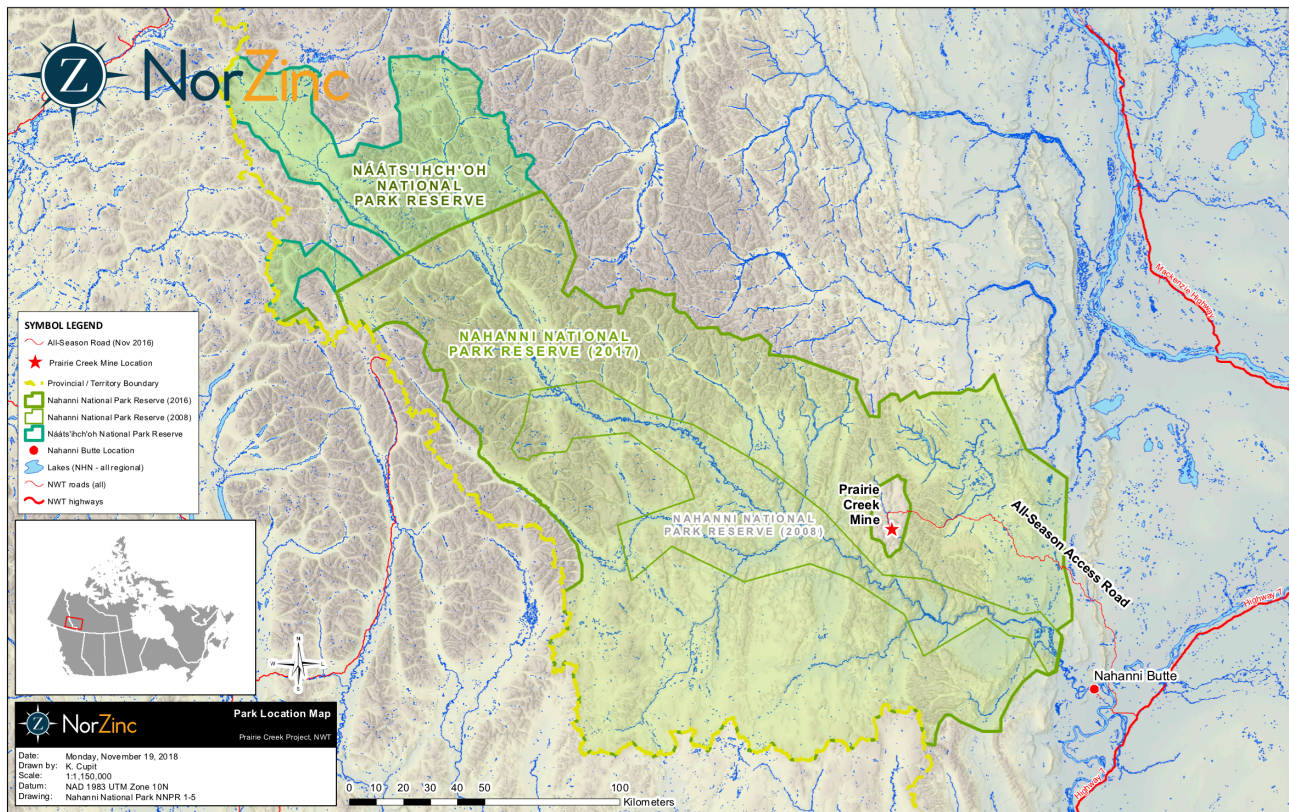 NorZinc
NÁÁTS'IHCH'OH
NATIONAL
PARK RESERVE
Mackenzie Highway
NAHANNI NATIONAL
PARK RESERVE (2017)
SYMBOL LEGEND
All-Season Road (Nov 2016)
Prairie Creek Mine Location
Provincial / Territory Boundary
Nahanni National Park Reserve (2016)
Nahanni National Park Reserve (2008)
Nááts'ihch'oh National Park Reserve
Nahanni Butte Location
Lakes (NHN - all regional)
NWT roads (all)
NWT highways
Prairie
Creek
Mine
NAHANNI NATIONAL
PARK RESERVE (2008)
All-Season Access Road
Highway 7
Nahanni Butte
N
W
L
S
NorZinc
Park Location Map
Prairie Creek Project, NWT
Date: Monday, November 19, 2018
Drawn by: K. Cupit
Scale: 1:1,150,000
Datum: NAD 1983 UTM Zone 10N
Drawing: Nahanni National Park NNPR 1-5
0 10 20 30 40 50 100
Kilometers
Highway